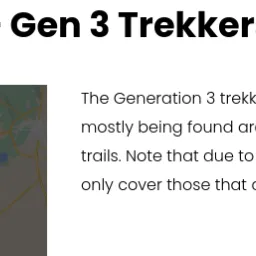 Gen 3 Trekkers
The Generation 3 trekk
mostly being found ar
trails. Note that due to
only cover those that